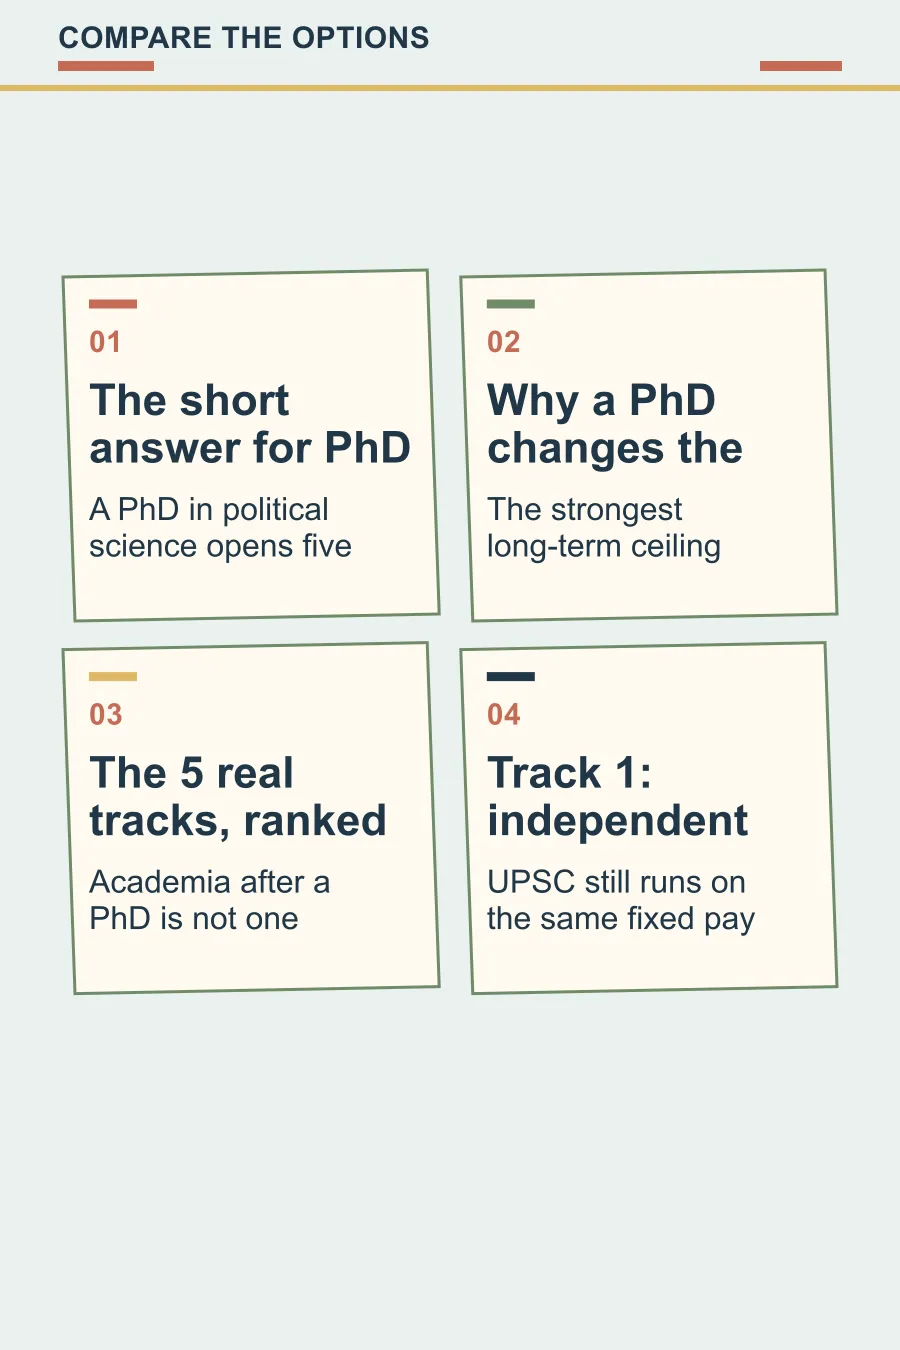 COMPARE THE OPTIONS
01
The short
answer for PhD
A PhD in political
science opens five
02
Why a PhD
changes the
The strongest
long-term ceiling
03
The 5 real
tracks, ranked
Academia after a
PhD is not one
04
Track 1:
independent
UPSC still runs on
the same fixed pay